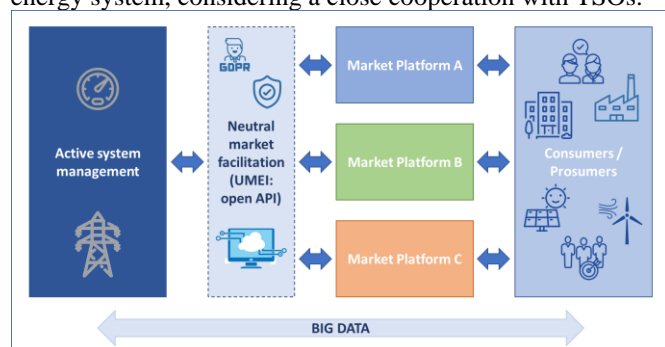 energy system, considering a close cooperation with TSOs.
GDPR
Market Platform A
Neutral
market
facilitation
(UMEI:
open API)
Active system
management
Market Platform B
Consumers /
Prosumers
Market Platform C
BIG DATA